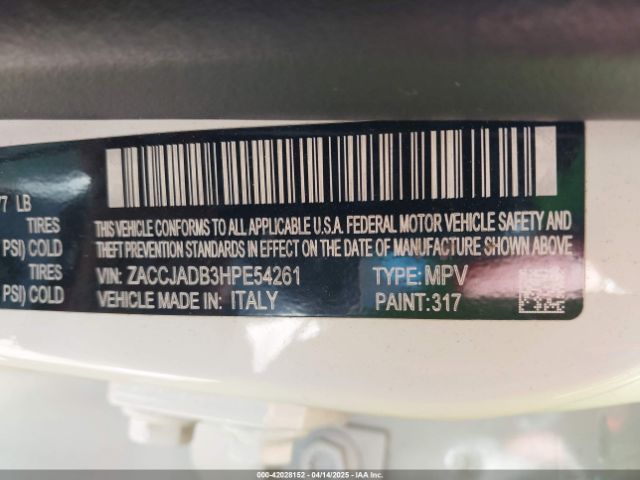 77 LB
TIRES
PSI) COLD
TIRES
PSI) COLD
THIS VEHICLE CONFORMS TO ALL APPLICABLE U.S.A. FEDERAL MOTOR VEHICLE SAFETY AND
THEFT PREVENTION STANDARDS IN EFFECT ON THE DATE OF MANUFACTURE SHOWN ABOVE
VIN: ZACCJADB3HPE54261 TYPE: MPV
VEHICLE MADE IN: ITALY PAINT:317
000-42028152 - 04/14/2025 - IAA Inc.